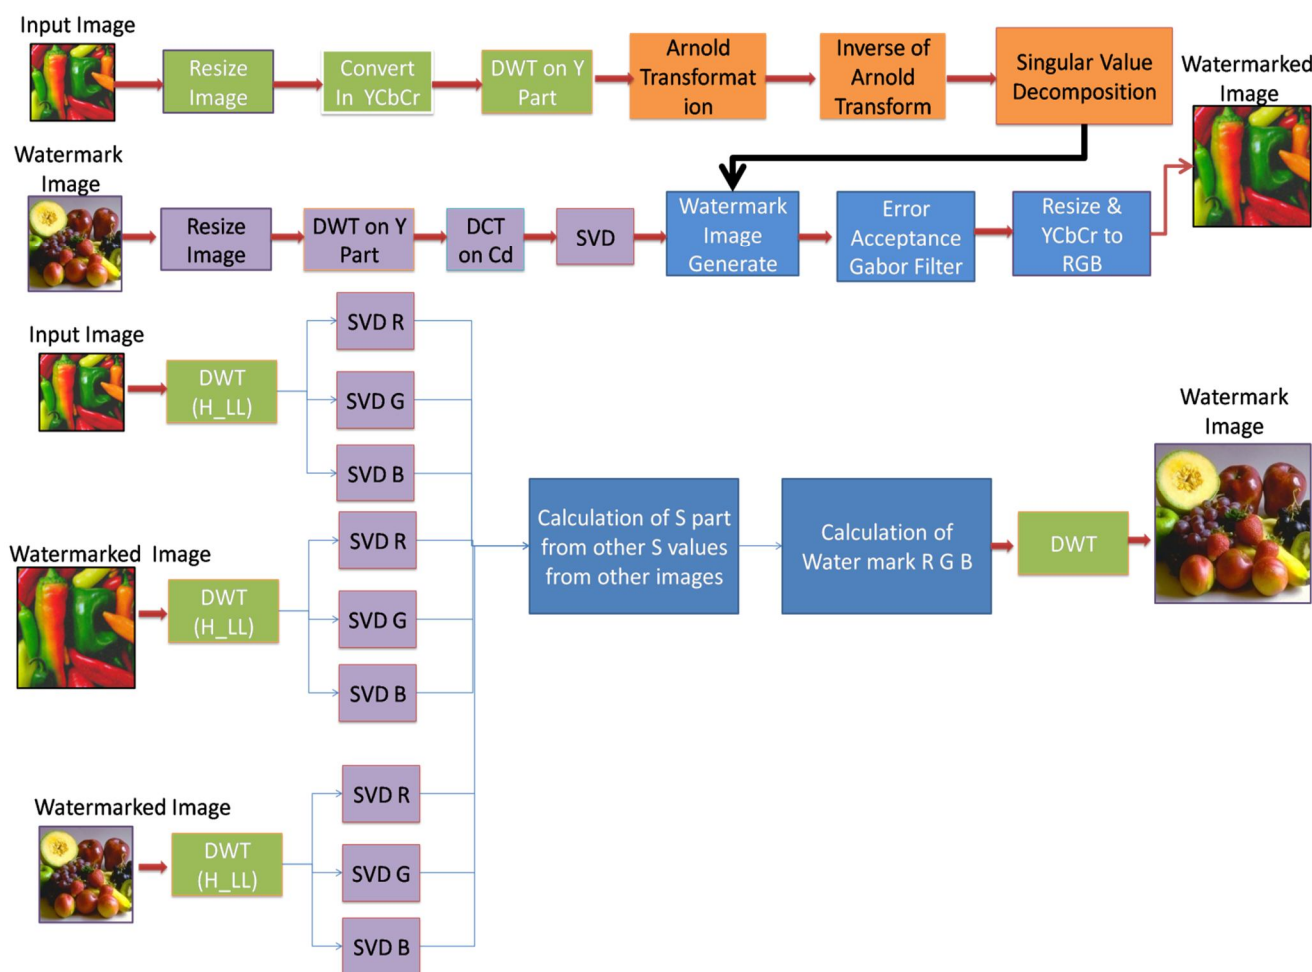 Input Image
Resize
Image
Convert
In  YCbCr
DWT on Y
Part
Arnold
Transformat
ion
Inverse of
Arnold
Transform
Singular Value
Decomposition
Watermarked
Image
Watermark
Image
Resize
Image
DWT on Y
Part
DCT
on Cd
SVD
Watermark
Image
Generate
Error
Acceptance
Gabor Filter
Resize &
YCbCr to
RGB
Input Image
DWT
(H_LL)
SVD R
SVD G
SVD B
Watermarked  Image
DWT
(H_LL)
SVD R
SVD G
SVD B
Watermarked Image
DWT
(H_LL)
SVD R
SVD G
SVD B
Calculation of S part
from other S values
from other images
Calculation of
Water mark R G B
DWT
Watermark
Image